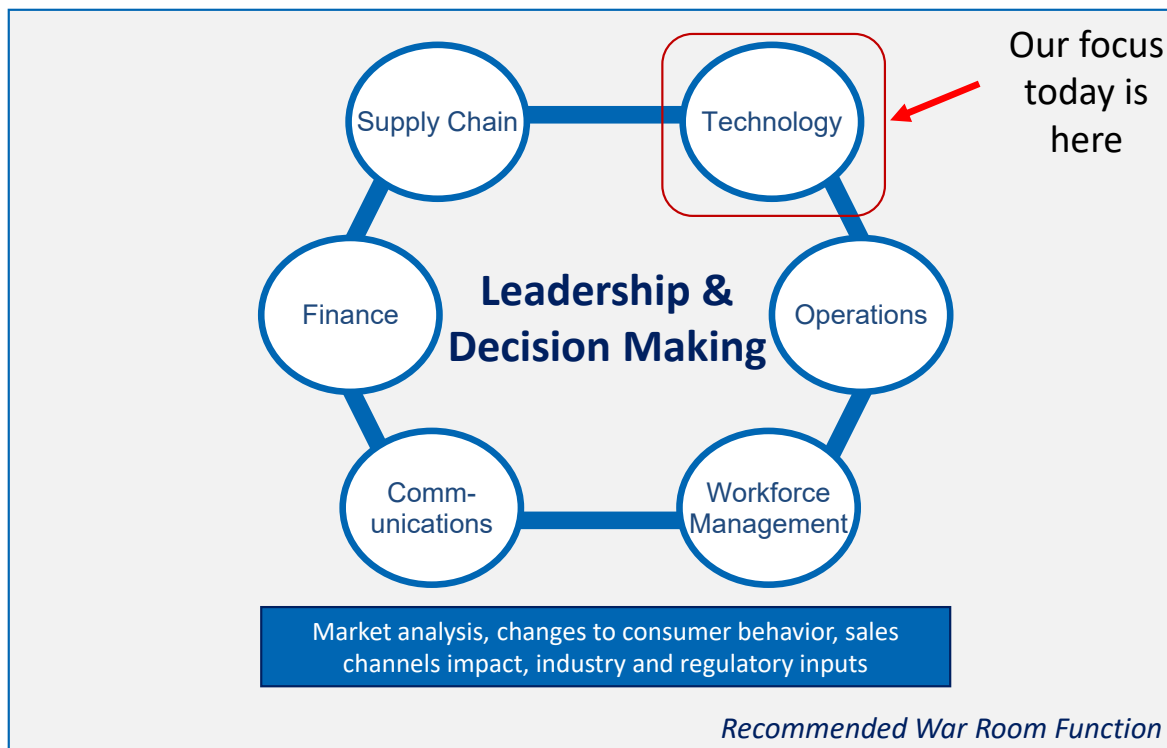 Our focus
today is
here
Supply Chain
Technology
Finance
Leadership &
Decision Making
Operations
Comm-
unications
Workforce
Management
Market analysis, changes to consumer behavior, sales
channels impact, industry and regulatory inputs
Recommended War Room Function